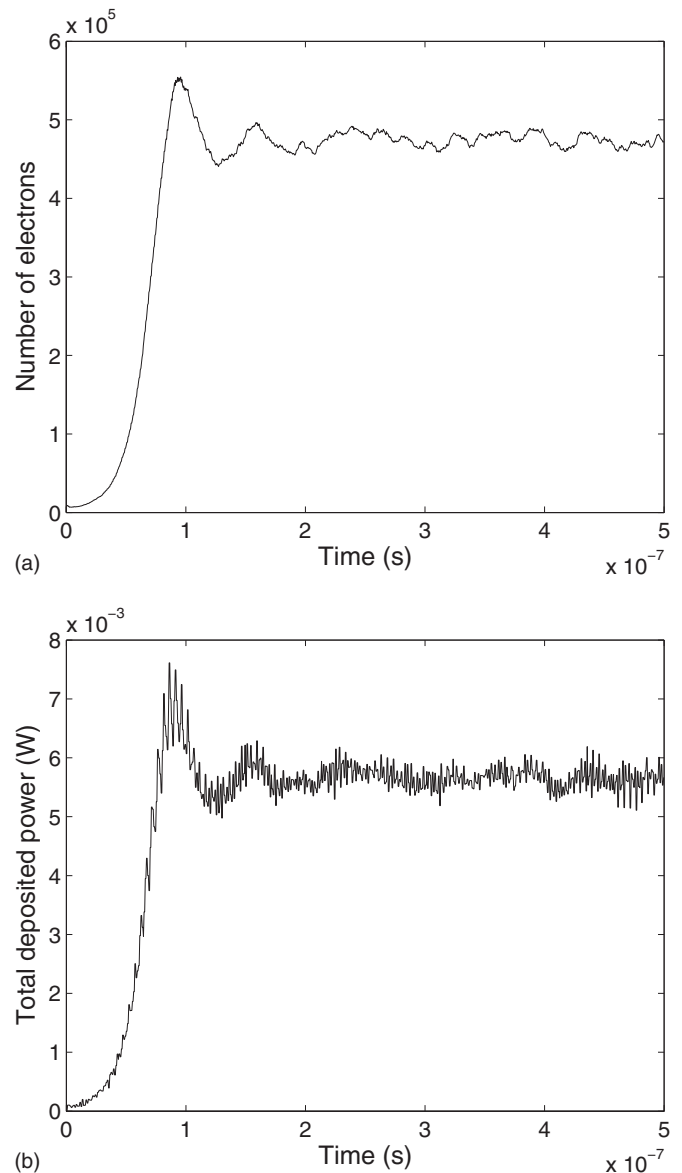 x 10⁵
6
5
4
3
2
1
0
Number of electrons
0 1 2 3 4 5
Time (s)
x 10⁻⁷
(a)
x 10⁻³
8
7
6
5
4
3
2
1
0
Total deposited power (W)
0 1 2 3 4 5
Time (s)
x 10⁻⁷
(b)